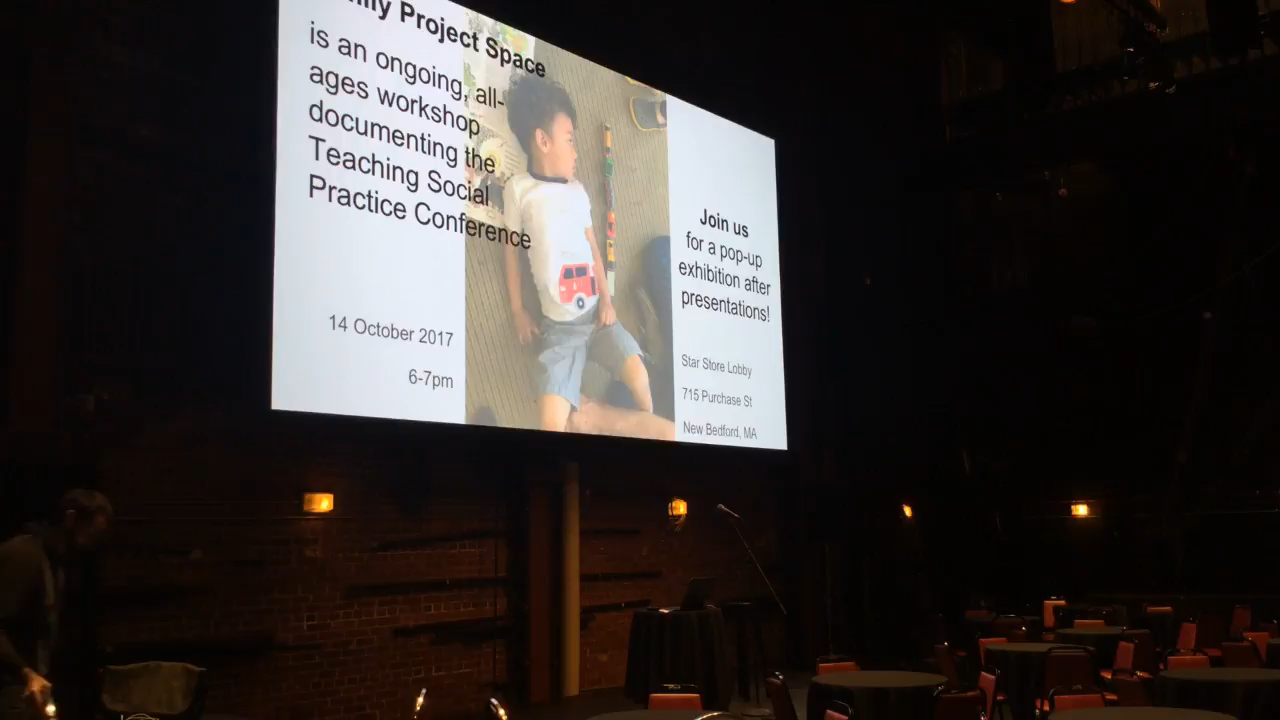 Project Space
is an ongoing, all-
ages workshop
documenting the
Teaching Social
Practice Conference
14 October 2017
6-7pm
Join us
for a pop-up
exhibition after
presentations!
Star Store Lobby
715 Purchase St
New Bedford, MA